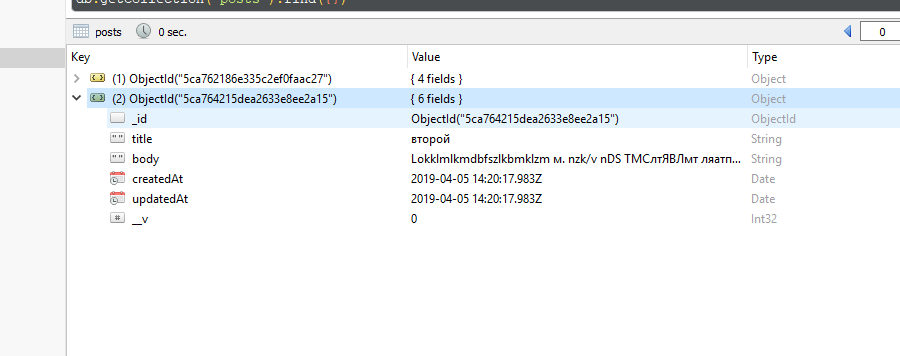 db.getCollection('posts').find({})
posts 0 sec. 0
Key Value Type
(1) ObjectId("5ca762186e335c2ef0faac27") { 4 fields } Object
(2) ObjectId("5ca764215dea2633e8ee2a15") { 6 fields } Object
_id ObjectId("5ca764215dea2633e8ee2a15") ObjectId
title второй String
body Lokklmlkmdbfszlkbmklzm м. nzk/v nDS ТМСлтЯВЛмт ляатп... String
createdAt 2019-04-05 14:20:17.983Z Date
updatedAt 2019-04-05 14:20:17.983Z Date
__v 0 Int32